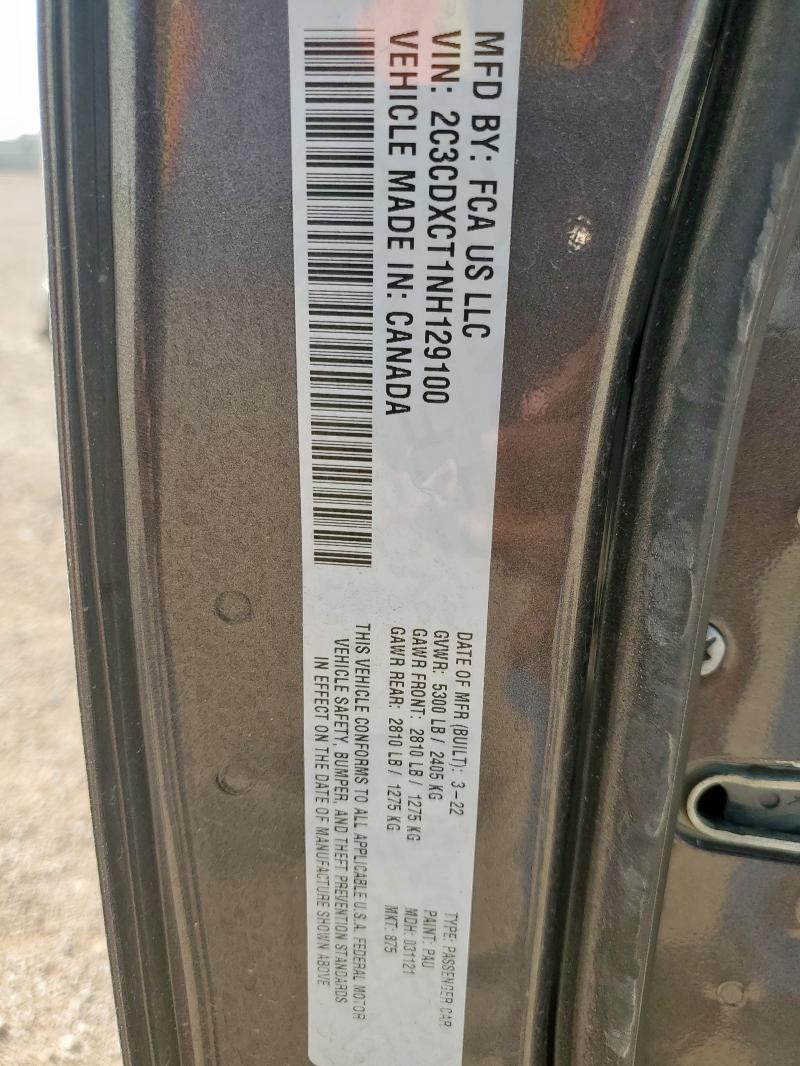 MFD BY: FCA US LLC
VIN: 2C3CDXCT1NH129100
VEHICLE MADE IN: CANADA
DATE OF MFR (BUILT): 3-22
GVWR: 5300 LB / 2405 KG
GAWR FRONT: 2810 LB / 1275 KG
GAWR REAR: 2810 LB / 1275 KG
TYPE: PASSENGER CAR
PAINT: PAU
MDH: 031121
MKT: 875
THIS VEHICLE CONFORMS TO ALL APPLICABLE U.S.A. FEDERAL MOTOR
VEHICLE SAFETY, BUMPER, AND THEFT PREVENTION STANDARDS
IN EFFECT ON THE DATE OF MANUFACTURE SHOWN ABOVE